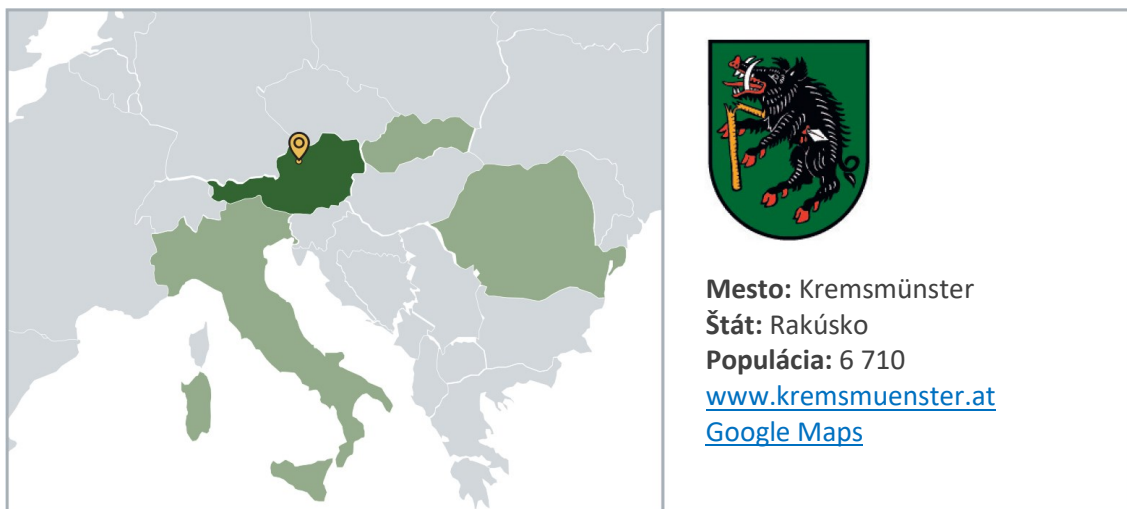 Mesto: Kremsmünster
Štát: Rakúsko
Populácia: 6 710
www.kremsmuenster.at
Google Maps